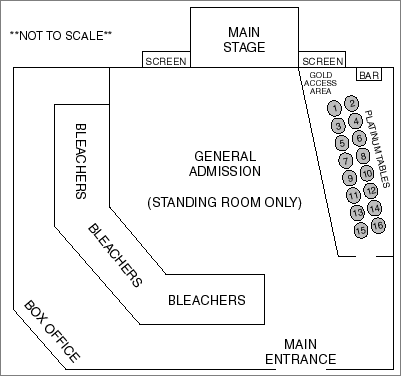 **NOT TO SCALE**
MAIN
STAGE
SCREEN
SCREEN
GOLD
ACCESS
AREA
BAR
1
2
3
4
5
6
7
8
9
10
11
12
13
14
15
16
PLATINUM TABLES
BLEACHERS
GENERAL
ADMISSION
(STANDING ROOM ONLY)
BLEACHERS
BLEACHERS
BOX OFFICE
MAIN
ENTRANCE